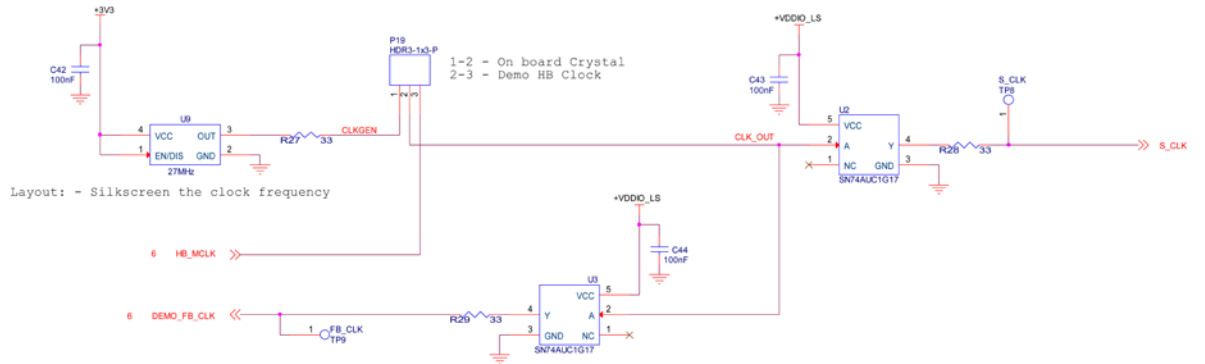 +3V3
C42
100nF
P19
HDR3-1x3-P
1-2 - On board Crystal
2-3 - Demo HB Clock
1
2
3
U9
4 VCC OUT 3
1 EN/DIS GND 2
27MHz
R27 33
CLKGEN
Layout: - Silkscreen the clock frequency
+VDDIO_LS
C43
100nF
S_CLK
TP8
1
U2
5 VCC
CLK_OUT
2 A Y 4
1 NC GND 3
SN74AUC1G17
R28 33
S_CLK
6 HB_MCLK
+VDDIO_LS
C44
100nF
U3
VCC 5
4 Y A 2
3 GND NC 1
SN74AUC1G17
R29 33
6 DEMO_FB_CLK
1 FB_CLK
TP9